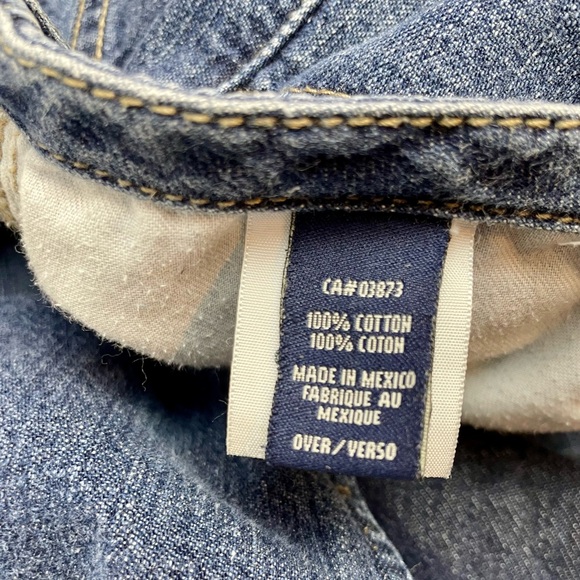 CA#03873
100% COTTON
100% COTON
MADE IN MEXICO
FABRIQUE AU
MEXIQUE
OVER/VERSO